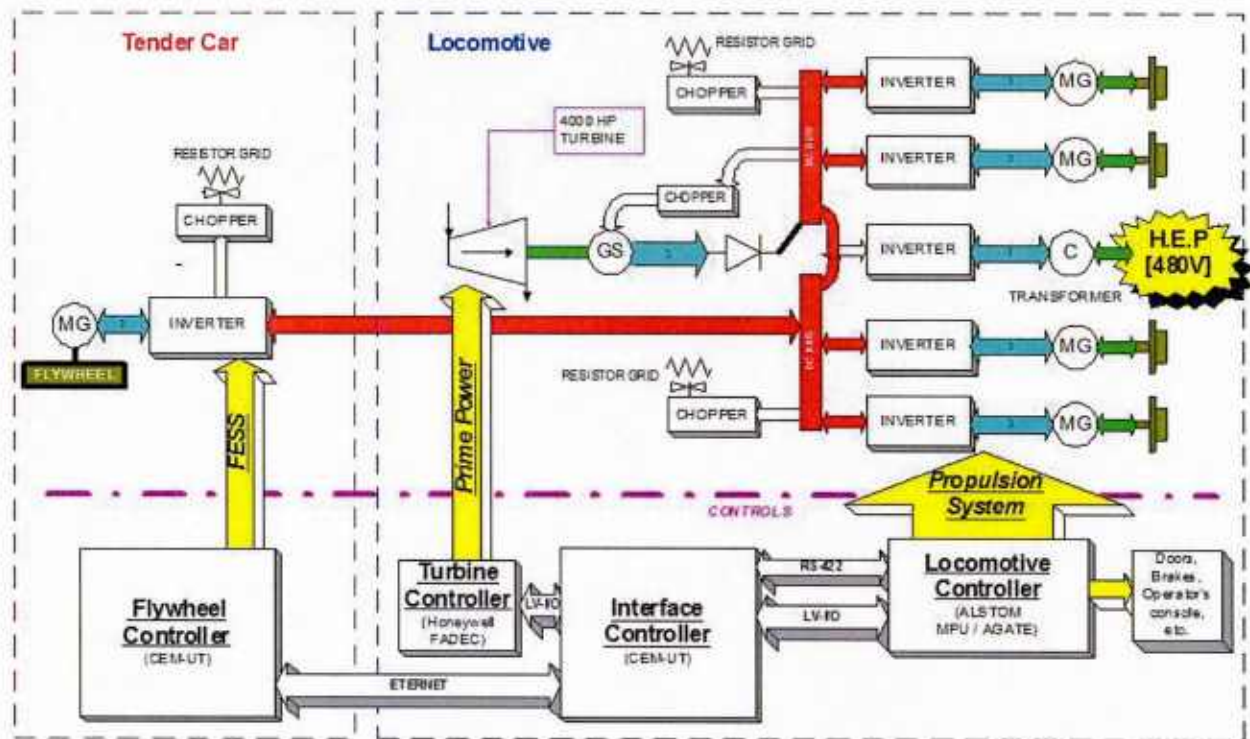 Tender Car
Locomotive
RESISTOR GRID
CHOPPER
INVERTER
MG
4000 HP
TURBINE
RESISTOR GRID
CHOPPER
INVERTER
MG
CHOPPER
INVERTER
MG
GS
INVERTER
C
H.E.P
[480V]
TRANSFORMER
MG
INVERTER
FLYWHEEL
INVERTER
MG
RESISTOR GRID
CHOPPER
INVERTER
MG
FESS
Prime Power
Propulsion
System
CONTROLS
Flywheel
Controller
(CEM-UT)
Turbine
Controller
(Honeywell
FADEC)
LV-I/O
Interface
Controller
(CEM-UT)
RS-422
LV-I/O
Locomotive
Controller
(ALSTOM
MPU / AGATE)
Doors,
Brakes,
Operator's
console,
etc.
ETERNET